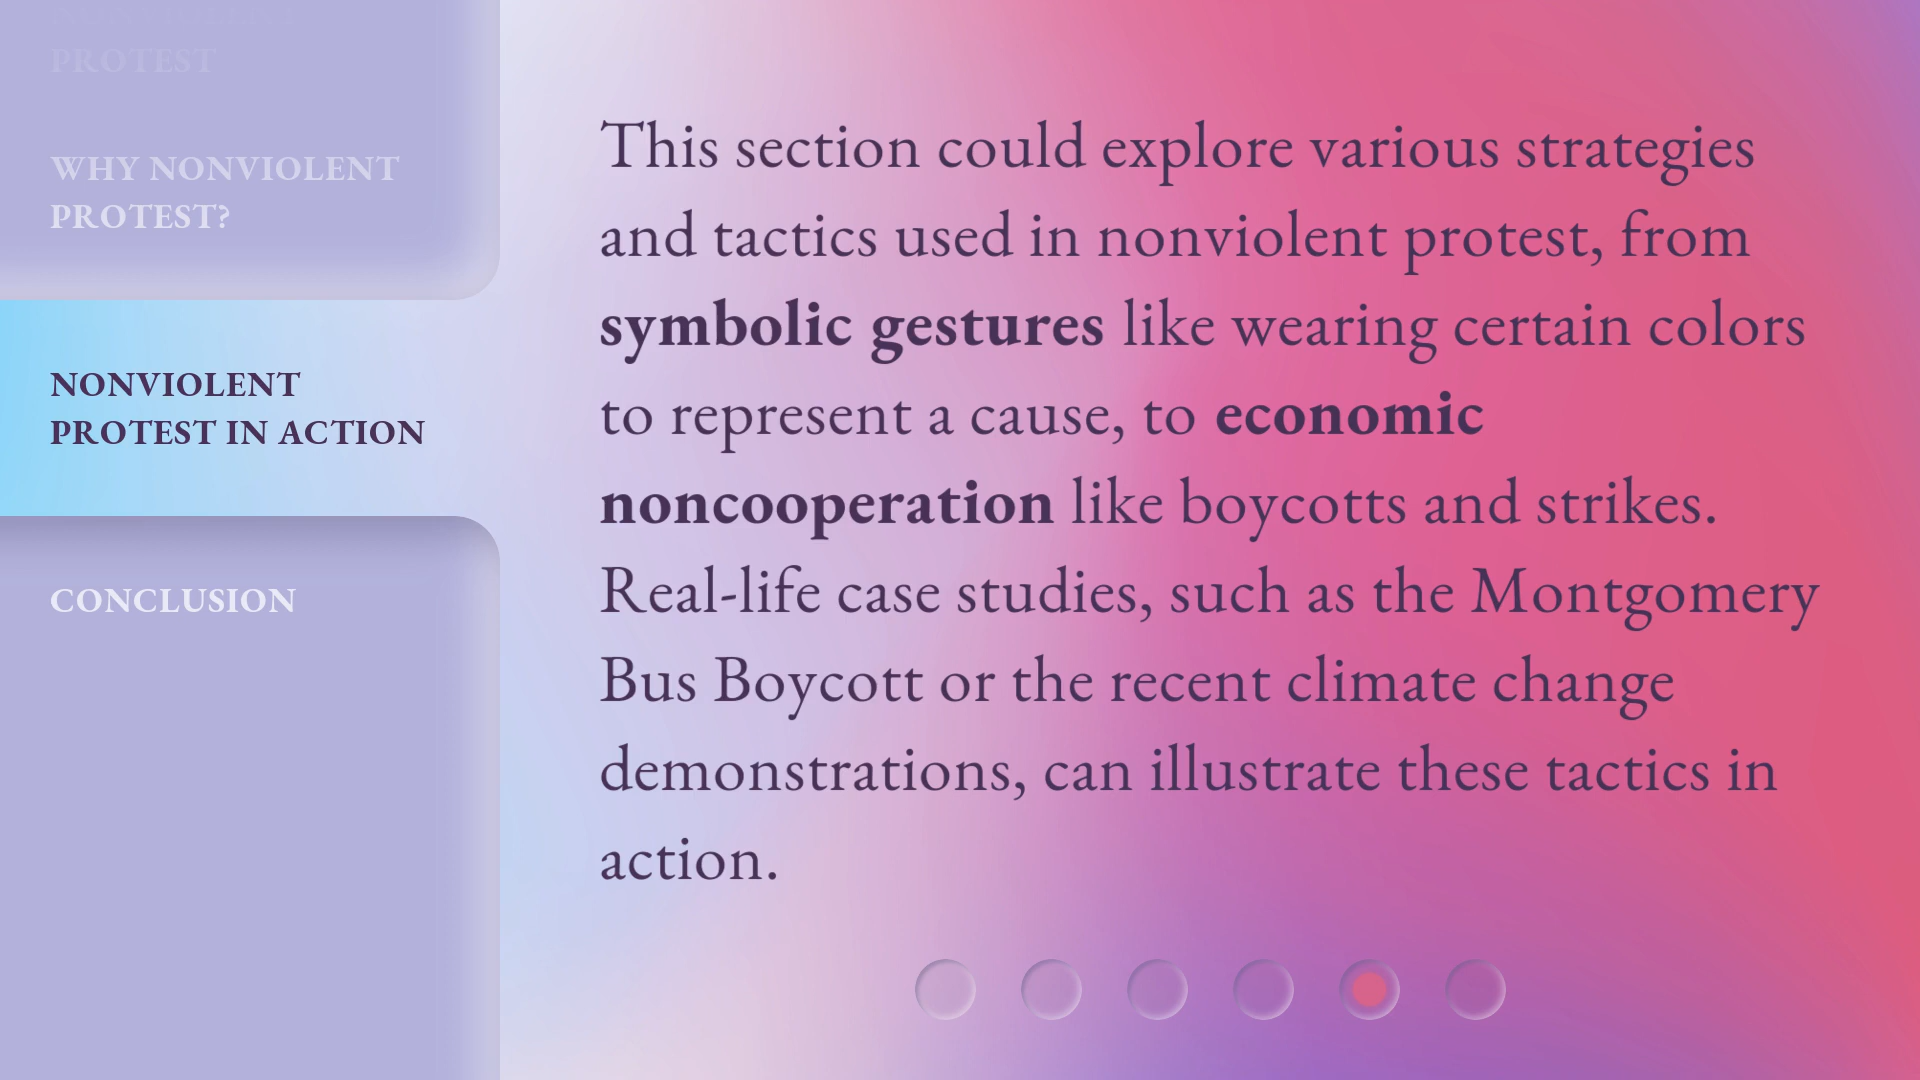 PROTEST
WHY NONVIOLENT
PROTEST?
NONVIOLENT
PROTEST IN ACTION
CONCLUSION
This section could explore various strategies
and tactics used in nonviolent protest, from
symbolic gestures like wearing certain colors
to represent a cause, to economic
noncooperation like boycotts and strikes.
Real-life case studies, such as the Montgomery
Bus Boycott or the recent climate change
demonstrations, can illustrate these tactics in
action.